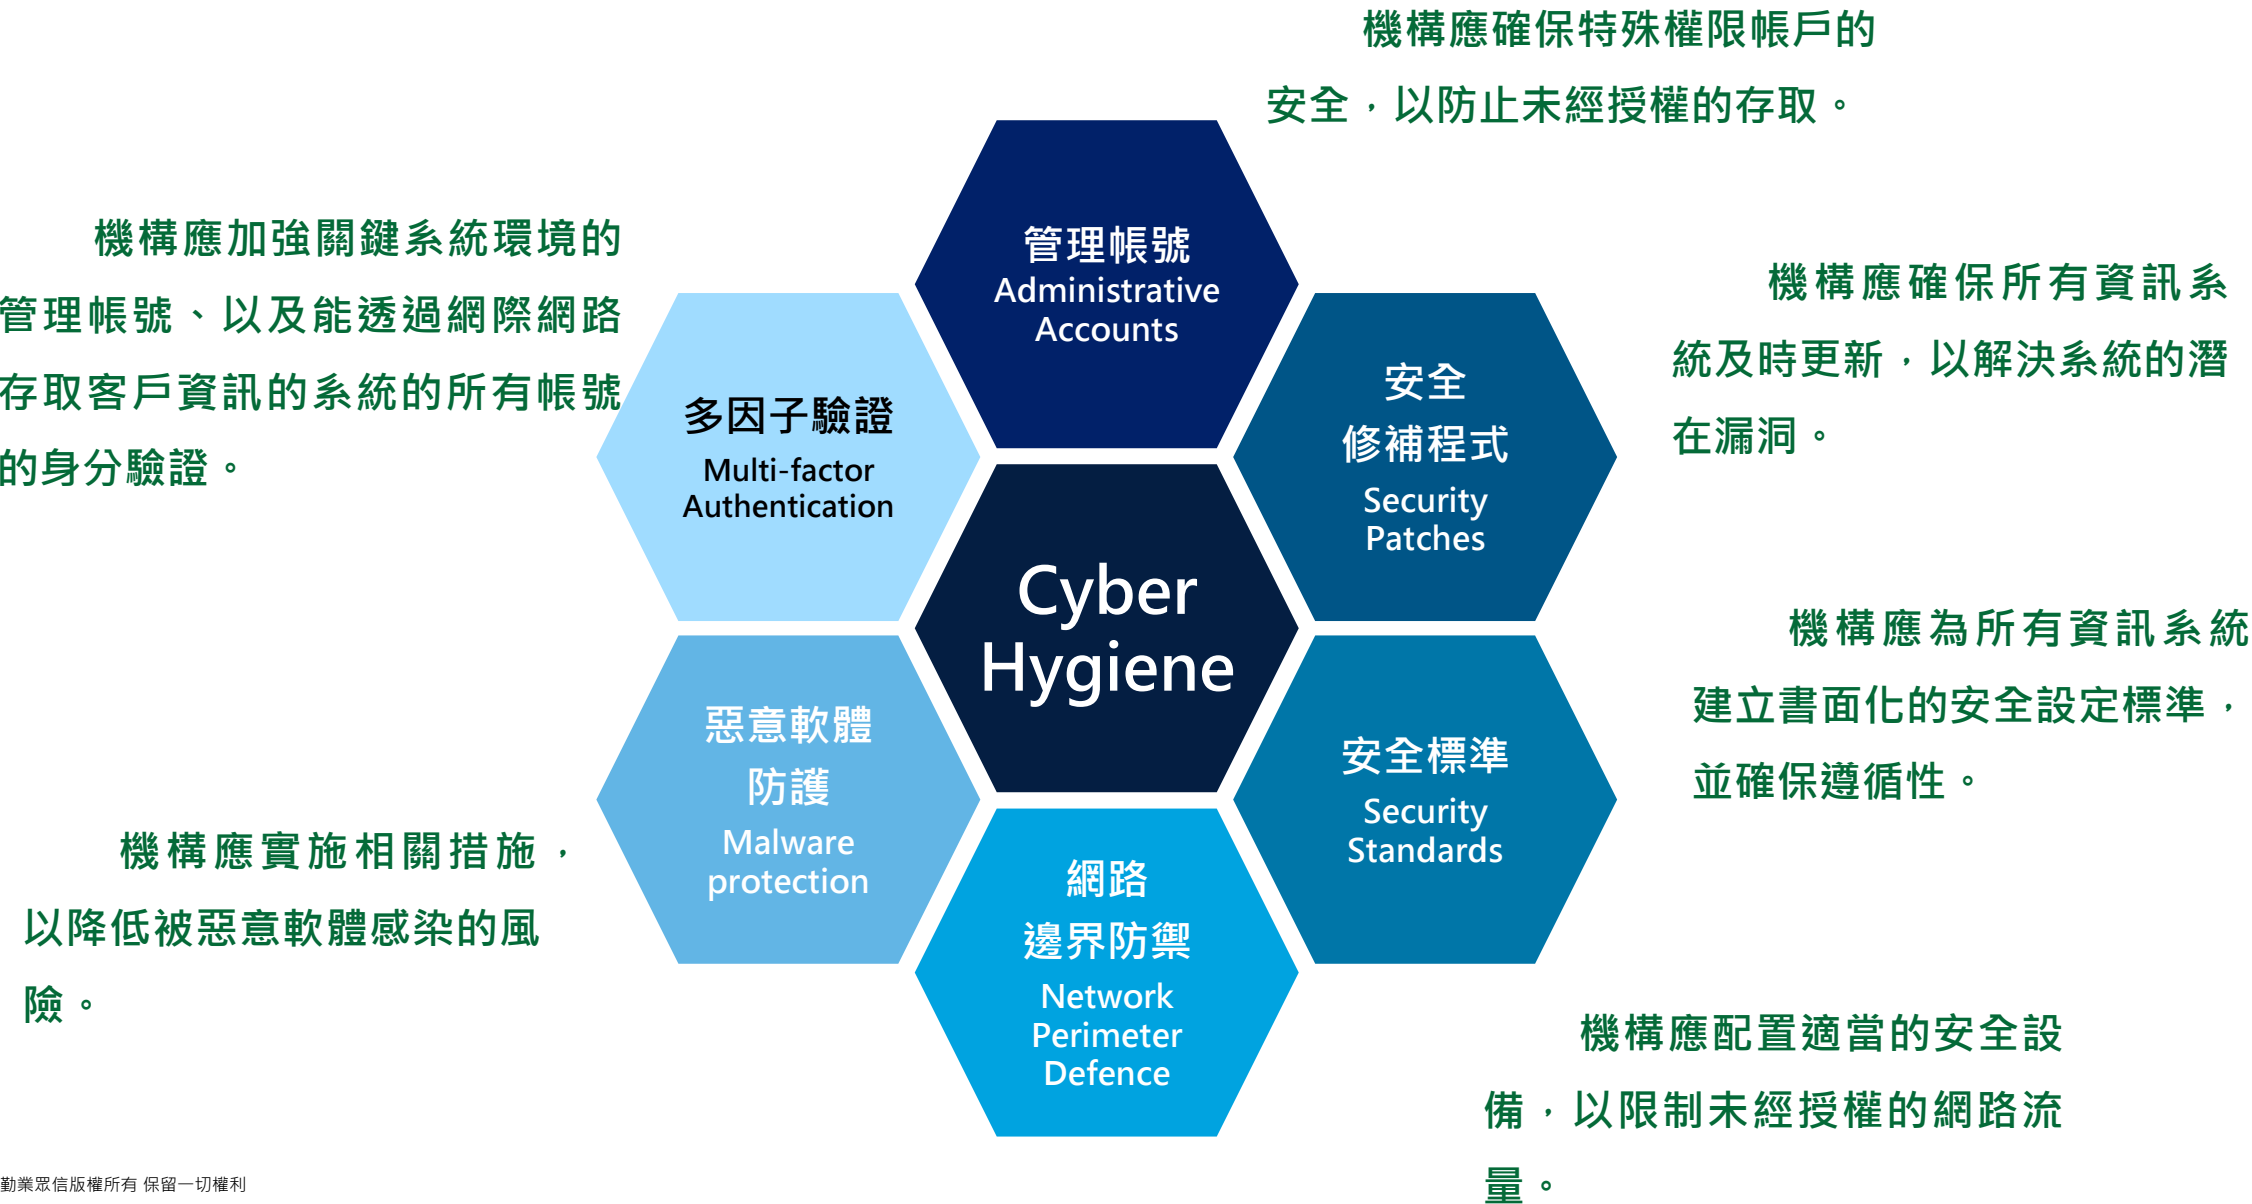 機構應確保特殊權限帳戶的
安全，以防止未經授權的存取。
管理帳號
Administrative
Accounts
機構應加強關鍵系統環境的
管理帳號、以及能透過網際網路
存取客戶資訊的系統的所有帳號
的身分驗證。
多因子驗證
Multi-factor
Authentication
安全
修補程式
Security
Patches
機構應確保所有資訊系
統及時更新，以解決系統的潛
在漏洞。
Cyber
Hygiene
機構應為所有資訊系統
建立書面化的安全設定標準，
並確保遵循性。
惡意軟體
防護
Malware
protection
安全標準
Security
Standards
機構應實施相關措施，
以降低被惡意軟體感染的風
險。
網路
邊界防禦
Network
Perimeter
Defence
機構應配置適當的安全設
備，以限制未經授權的網路流
量。
勤業眾信版權所有 保留一切權利